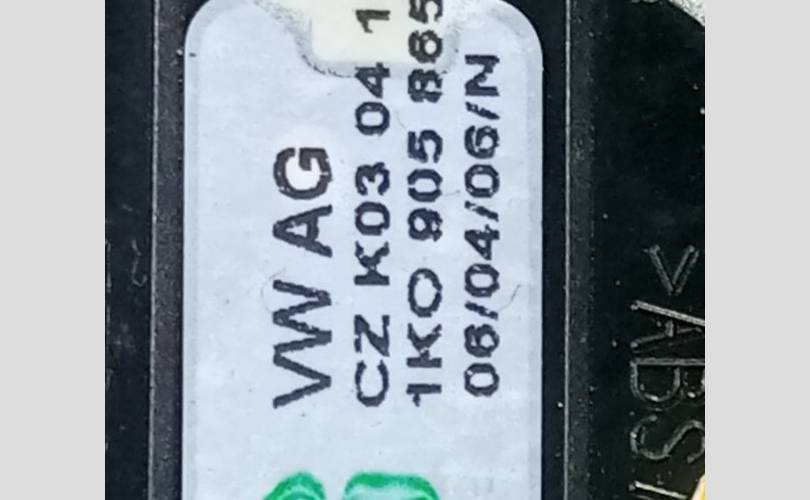 VW AG
CZ K03 04 1
1KO 905 865
06/04/06/N
>ABS